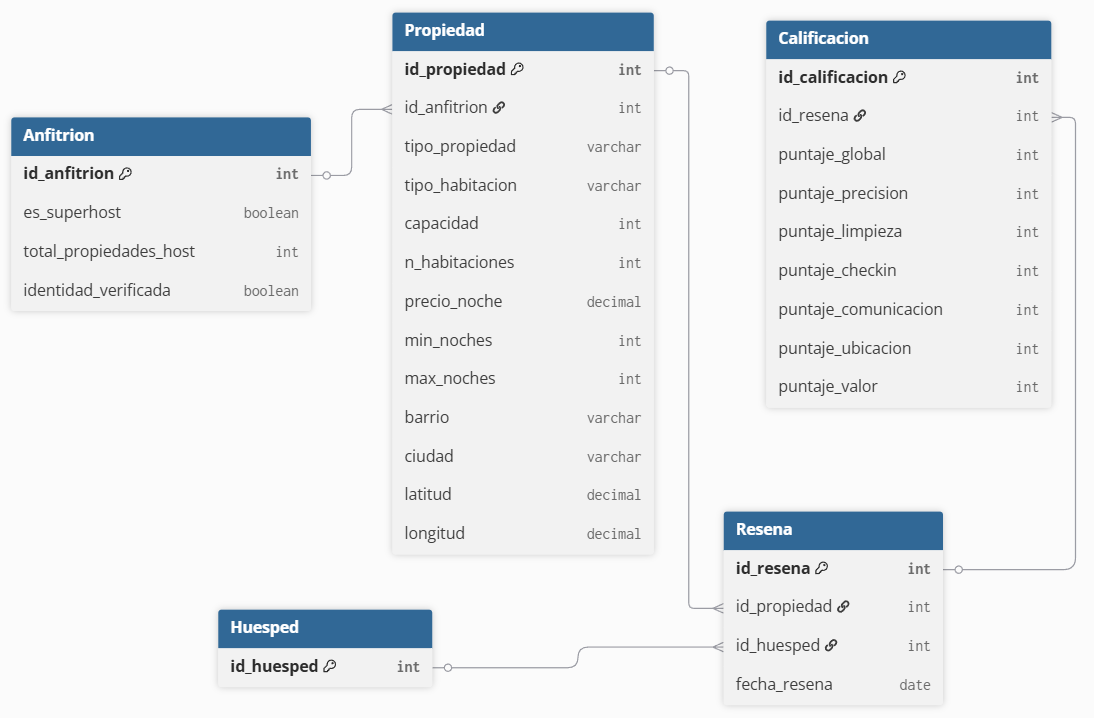 Anfitrion
id_anfitrion int
es_superhost boolean
total_propiedades_host int
identidad_verificada boolean
Propiedad
id_propiedad int
id_anfitrion int
tipo_propiedad varchar
tipo_habitacion varchar
capacidad int
n_habitaciones int
precio_noche decimal
min_noches int
max_noches int
barrio varchar
ciudad varchar
latitud decimal
longitud decimal
Calificacion
id_calificacion int
id_resena int
puntaje_global int
puntaje_precision int
puntaje_limpieza int
puntaje_checkin int
puntaje_comunicacion int
puntaje_ubicacion int
puntaje_valor int
Huesped
id_huesped int
Resena
id_resena int
id_propiedad int
id_huesped int
fecha_resena date